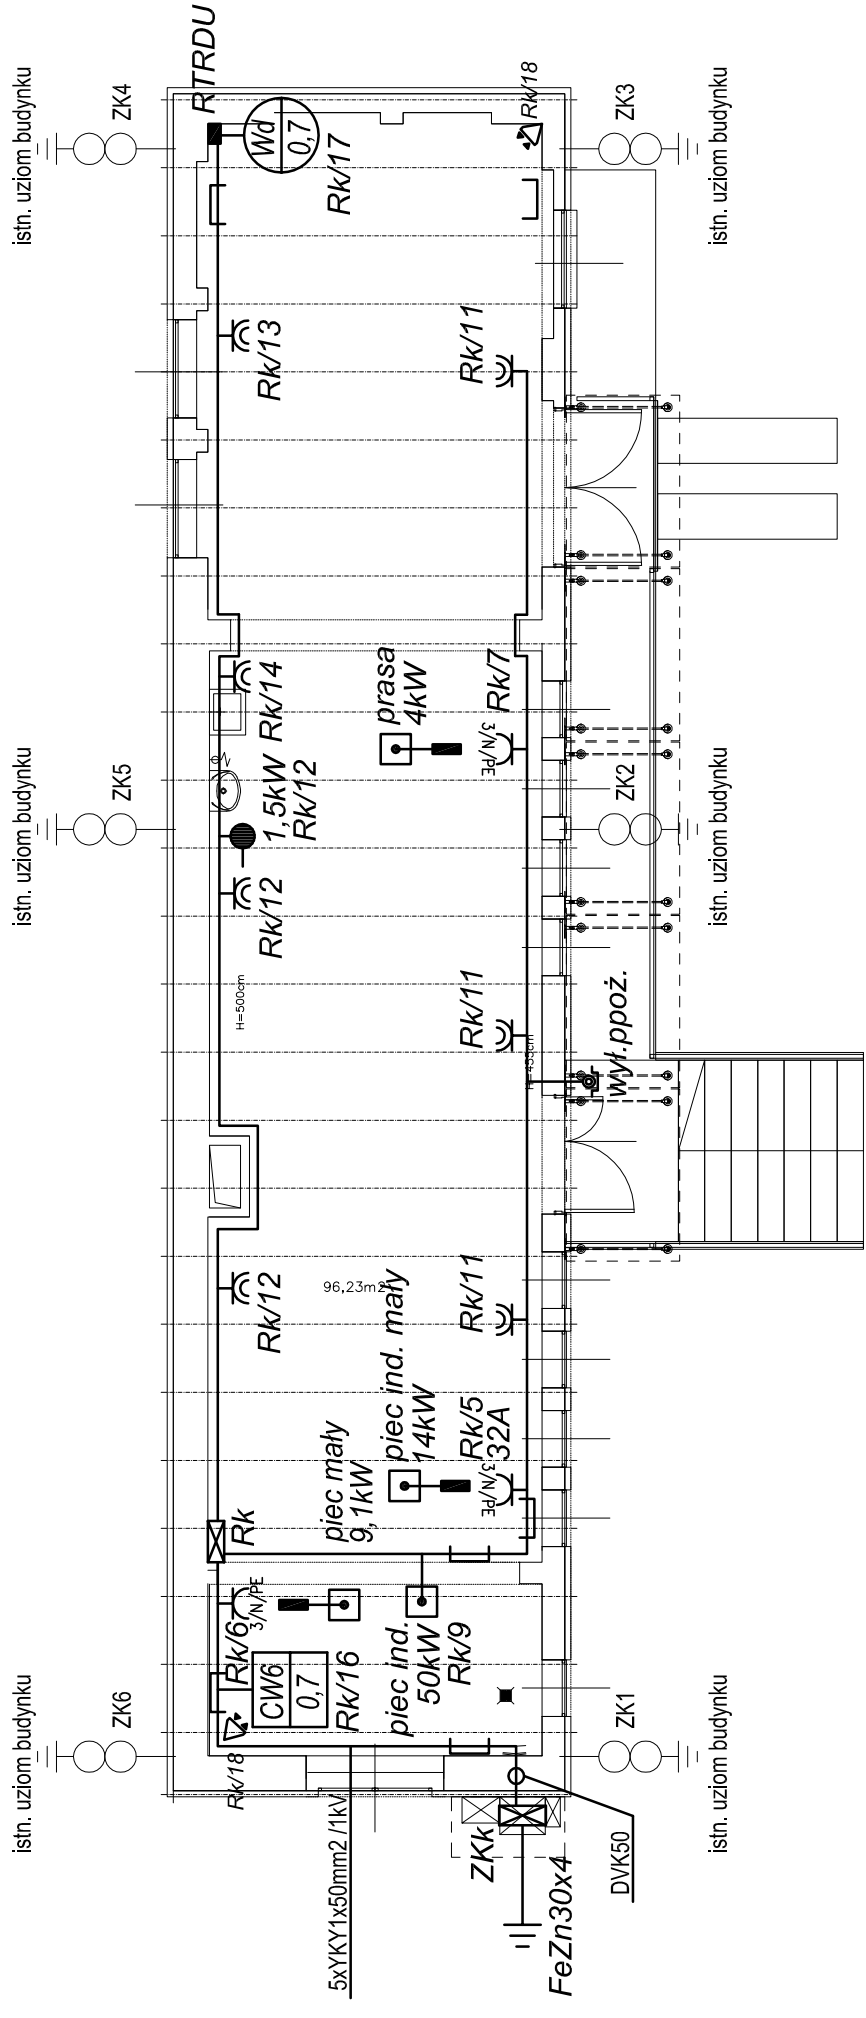 istn. uziom budynku
ZK6
istn. uziom budynku
ZK5
istn. uziom budynku
ZK4
RTRDU
Wd
0,7
Rk/17
Rk/18
Rk/13
Rk/11
Rk/14
1,5kW
Rk/12
Rk/12
prasa
4kW
Rk/7
3/N/PE
H=500cm
Rk/11
H=455cm
wył.ppoż.
Rk/12
96,23m2
Rk/11
piec ind. mały
14kW
piec mały
9,1kW
Rk/5
32A
3/N/PE
Rk
Rk/6
3/N/PE
CW6
0,7
Rk/16
piec ind.
50kW
Rk/9
Rk/18
5xYKY1x50mm2 /1kV
ZKk
FeZn30x4
DVK50
ZK1
istn. uziom budynku
ZK2
istn. uziom budynku
ZK3
istn. uziom budynku